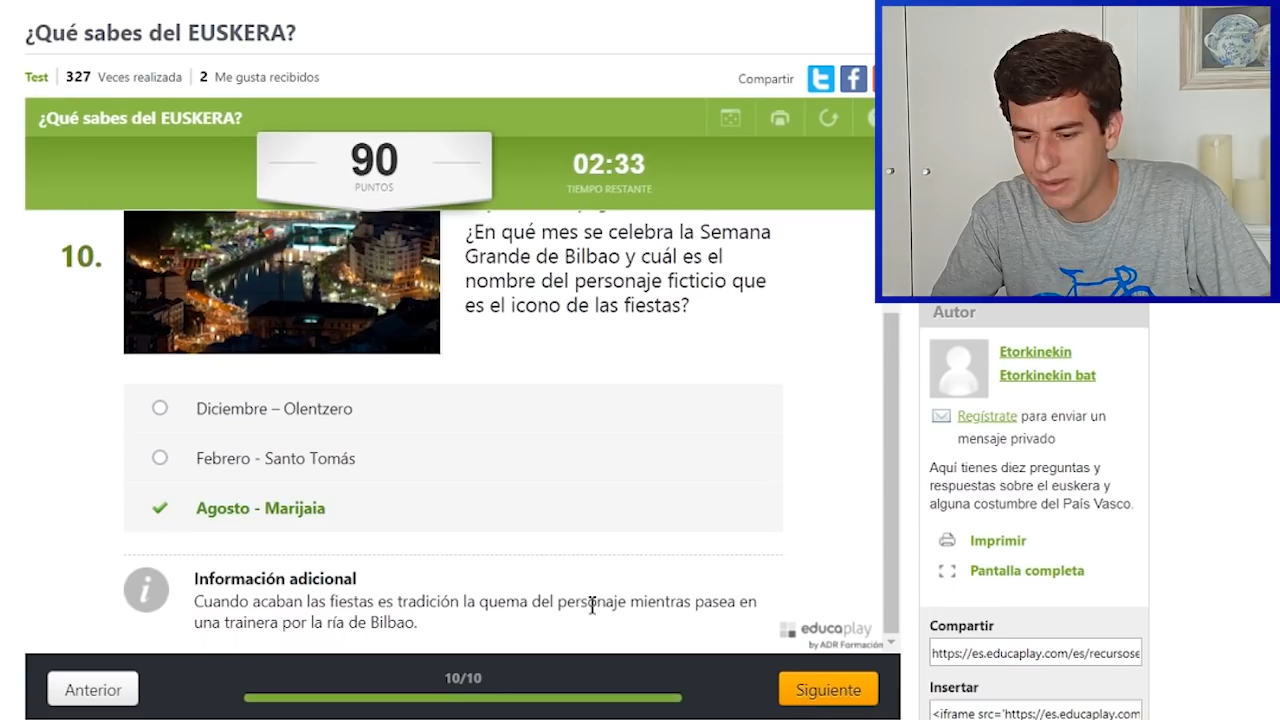 ¿Qué sabes del EUSKERA?
Test 327 Veces realizada 2 Me gusta recibidos
Compartir
¿Qué sabes del EUSKERA?
90
PUNTOS
02:33
TIEMPO RESTANTE
10.
¿En qué mes se celebra la Semana
Grande de Bilbao y cuál es el
nombre del personaje ficticio que
es el icono de las fiestas?
Diciembre – Olentzero
Febrero - Santo Tomás
Agosto - Marijaia
Información adicional
Cuando acaban las fiestas es tradición la quema del personaje mientras pasea en
una trainera por la ría de Bilbao.
educaplay
by ADR Formación
Anterior
10/10
Siguiente
Autor
Etorkinekin
Etorkinekin bat
Regístrate para enviar un
mensaje privado
Aquí tienes diez preguntas y
respuestas sobre el euskera y
alguna costumbre del País Vasco.
Imprimir
Pantalla completa
Compartir
https://es.educaplay.com/es/recursose
Insertar
<iframe src='https://es.educaplay.com